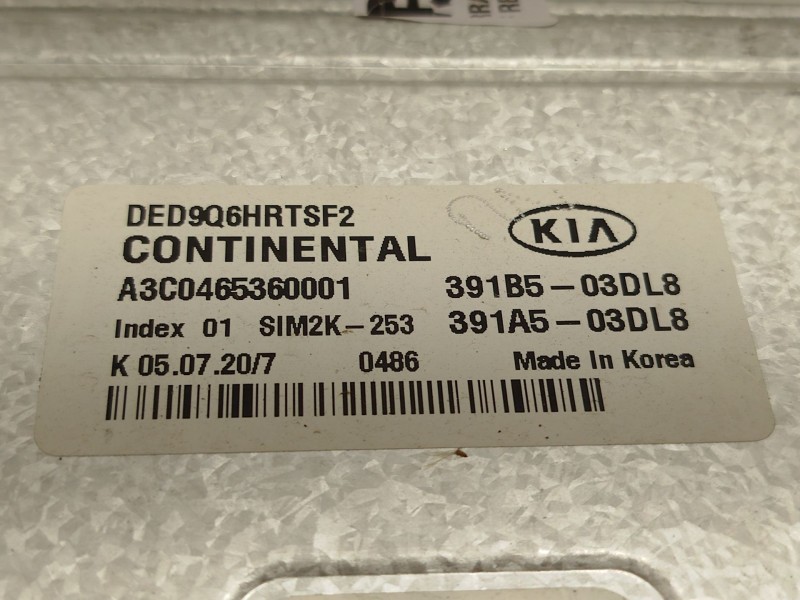 DED9Q6HRTSF2
CONTINENTAL
KIA
A3C0465360001 391B5-03DL8
Index 01 SIM2K-253 391A5-03DL8
K 05.07.20/7 0486 Made In Korea